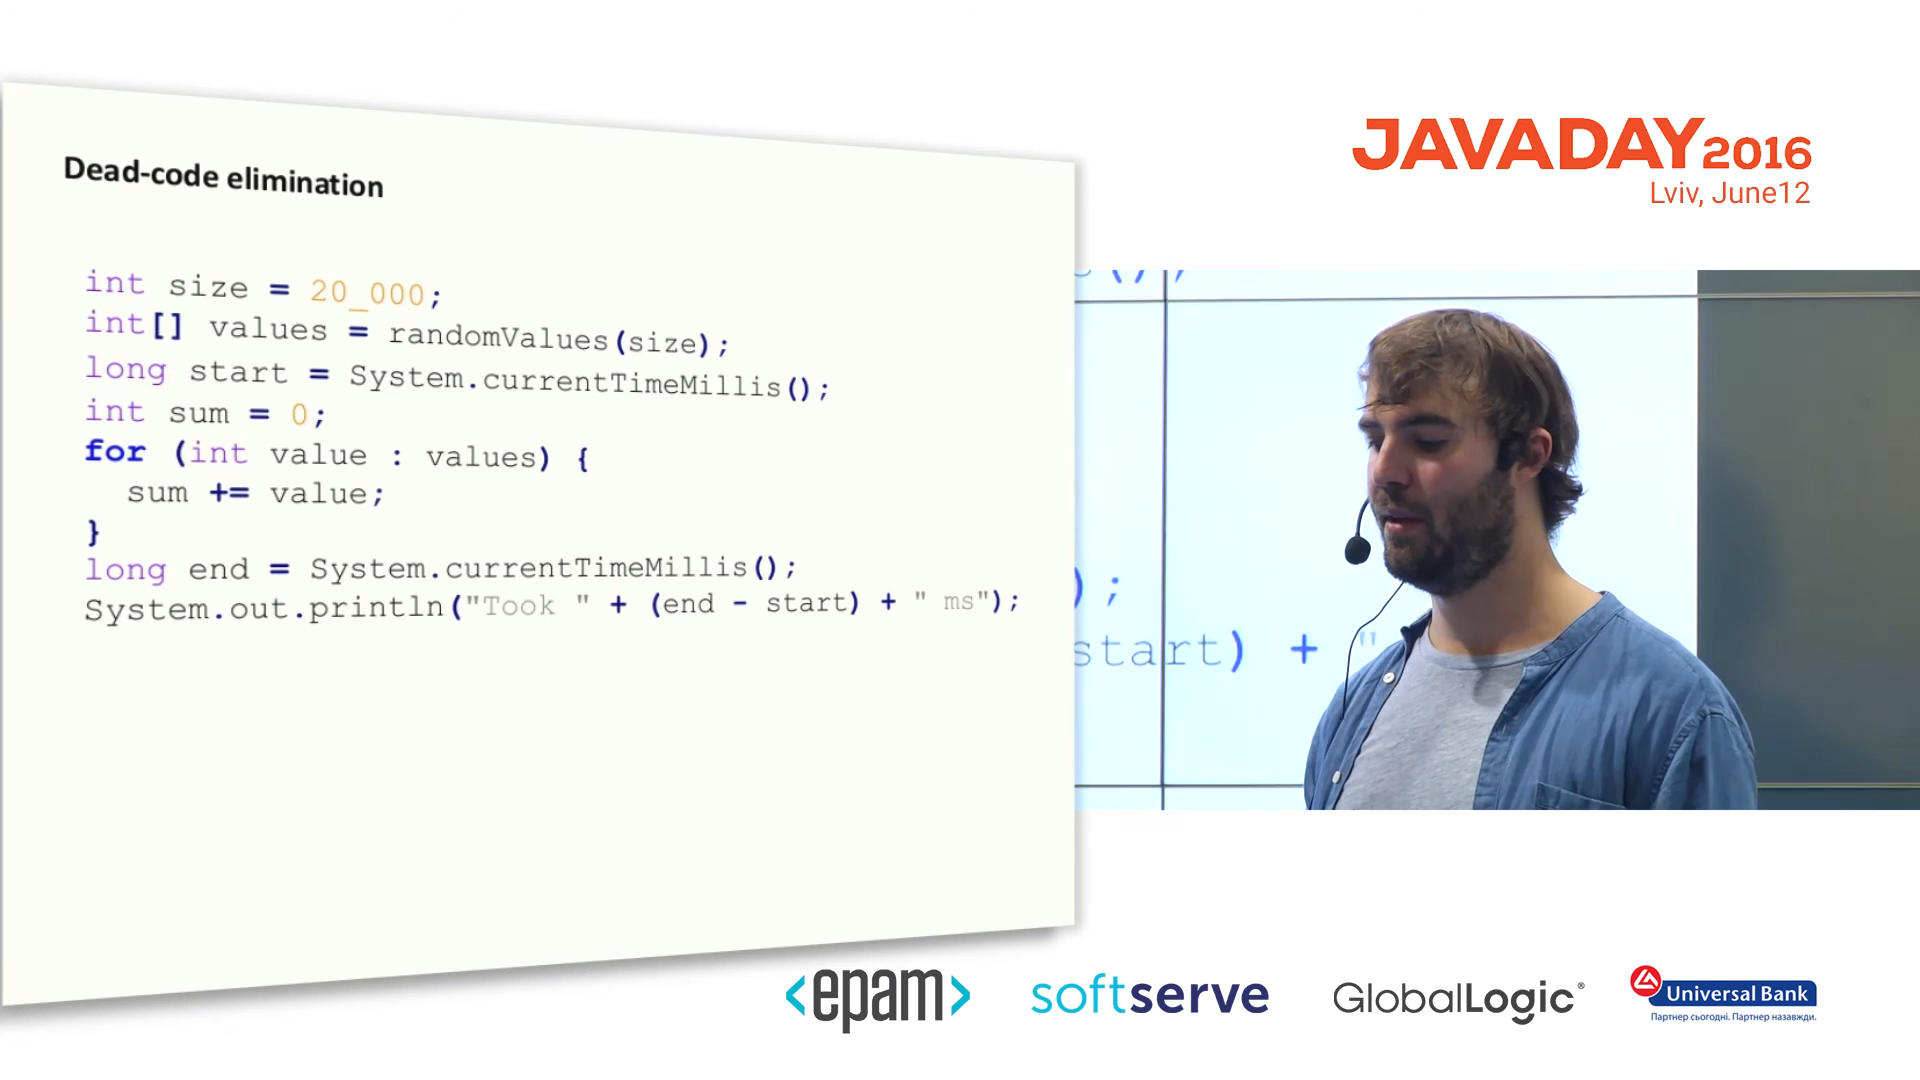 Dead-code elimination
int size = 20_000;
int[] values = randomValues(size);
long start = System.currentTimeMillis();
int sum = 0;
for (int value : values) {
  sum += value;
}
long end = System.currentTimeMillis();
System.out.println("Took " + (end - start) + " ms");
JAVADAY2016
Lviv, June12
);
start) + "
<epam>
softserve
GlobalLogic®
Universal Bank
Партнер сьогодні. Партнер назавжди.